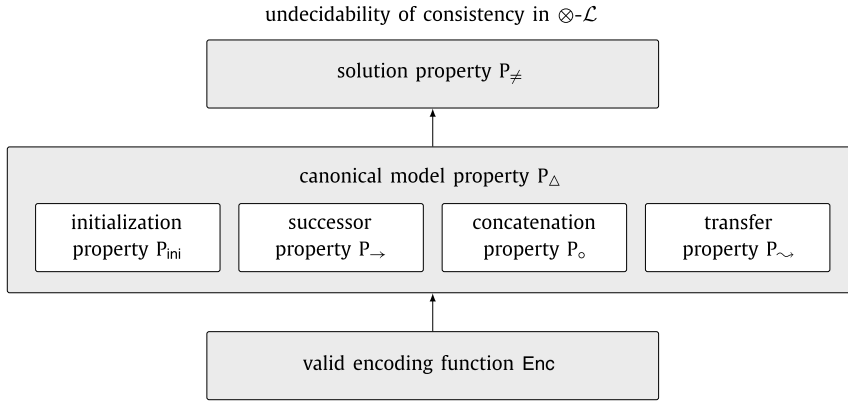 undecidability of consistency in ⊗-ℒ
solution property P≠
canonical model property P△
initialization
property Pini
successor
property P→
concatenation
property P∘
transfer
property P⇝
valid encoding function Enc